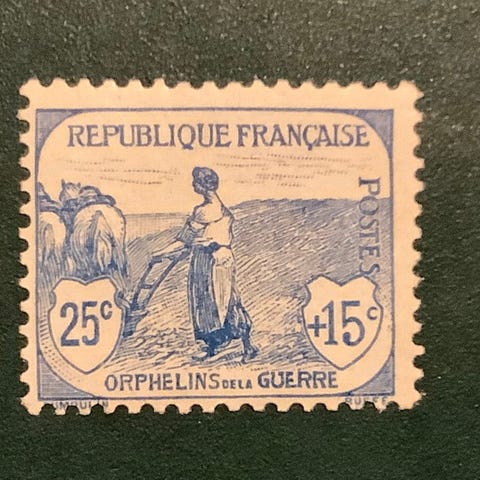 REPUBLIQUE FRANÇAISE
POSTES
25c
+15c
ORPHELINS DE LA GUERRE